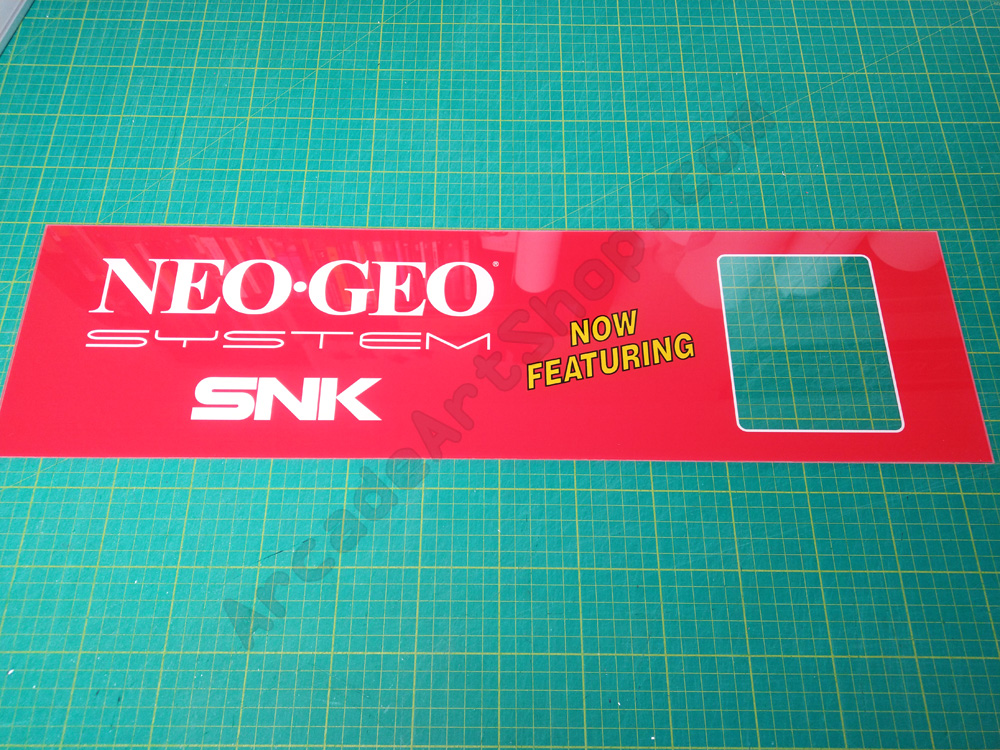 NEO·GEO®
SYSTEM
SNK
NOW
FEATURING
ArcadeArtShop.com